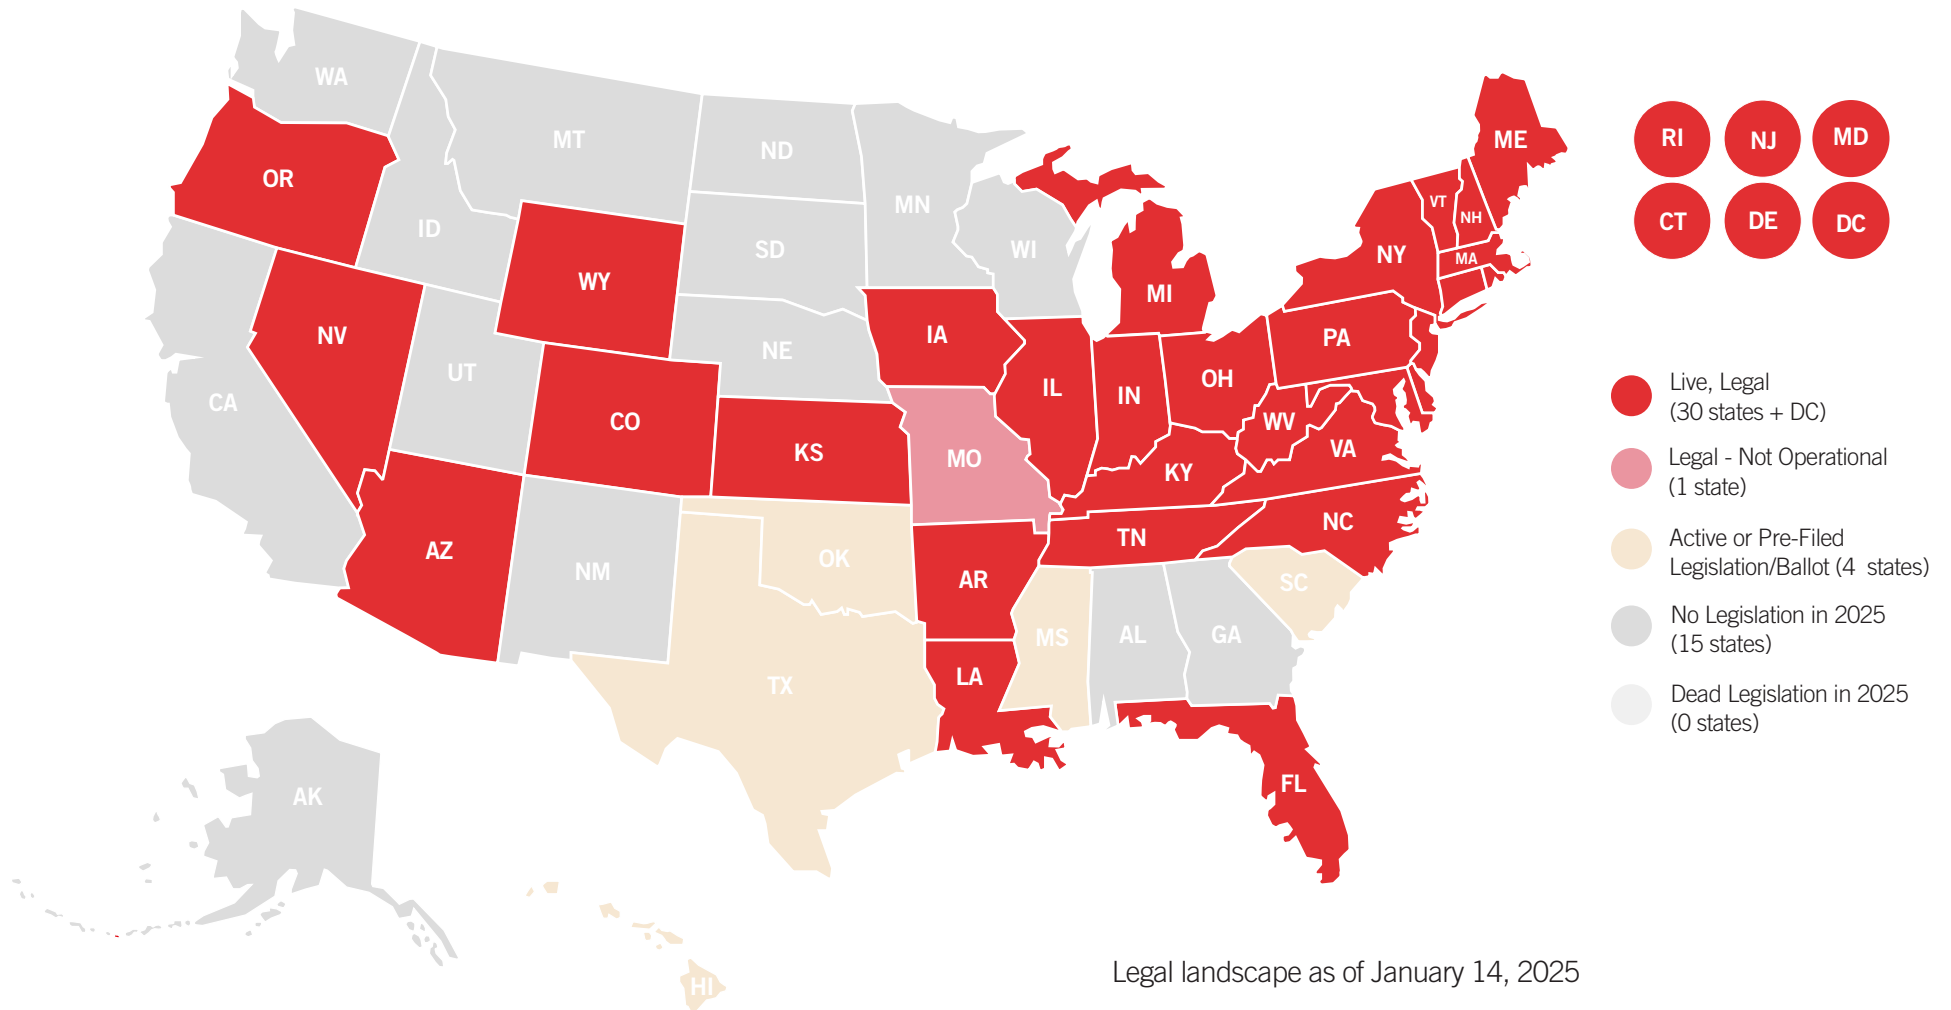 WA
MT
ND
MN
OR
ID
SD
WI
WY
NV
UT
NE
IA
CA
CO
KS
MO
IL
IN
MI
OH
PA
NY
VT
NH
MA
ME
WV
VA
KY
NC
TN
AZ
NM
OK
AR
SC
TX
LA
MS
AL
GA
FL
AK
HI
RI NJ MD
CT DE DC
Live, Legal
(30 states + DC)
Legal - Not Operational
(1 state)
Active or Pre-Filed
Legislation/Ballot (4 states)
No Legislation in 2025
(15 states)
Dead Legislation in 2025
(0 states)
Legal landscape as of January 14, 2025